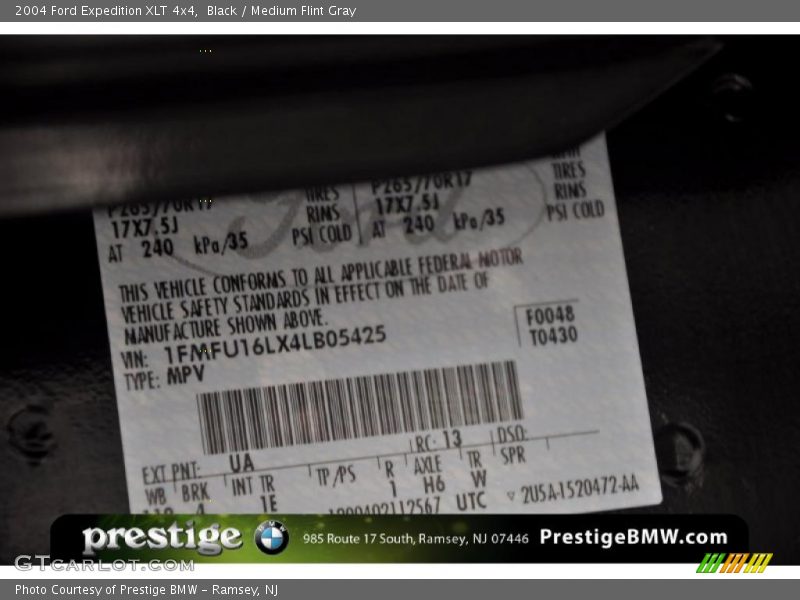 2004 Ford Expedition XLT 4x4, Black / Medium Flint Gray
P265/70R17 TIRES P265/70R17 TIRES
17X7.5J RIMS 17X7.5J RIMS
AT 240 kPa/35 PSI COLD AT 240 kPa/35 PSI COLD
THIS VEHICLE CONFORMS TO ALL APPLICABLE FEDERAL MOTOR
VEHICLE SAFETY STANDARDS IN EFFECT ON THE DATE OF
MANUFACTURE SHOWN ABOVE.
F0048
VIN: 1FMFU16LX4LB05425
T0430
TYPE: MPV
EXT PNT: UA RC: 13 DSO:
WB BRK INT TR TP/PS R AXLE TR SPR
4 1E 1 H6 W
UTC ▽ 2U5A-1520472-AA
prestige BMW 985 Route 17 South, Ramsey, NJ 07446 PrestigeBMW.com
GTCarLot.com
Photo Courtesy of Prestige BMW – Ramsey, NJ